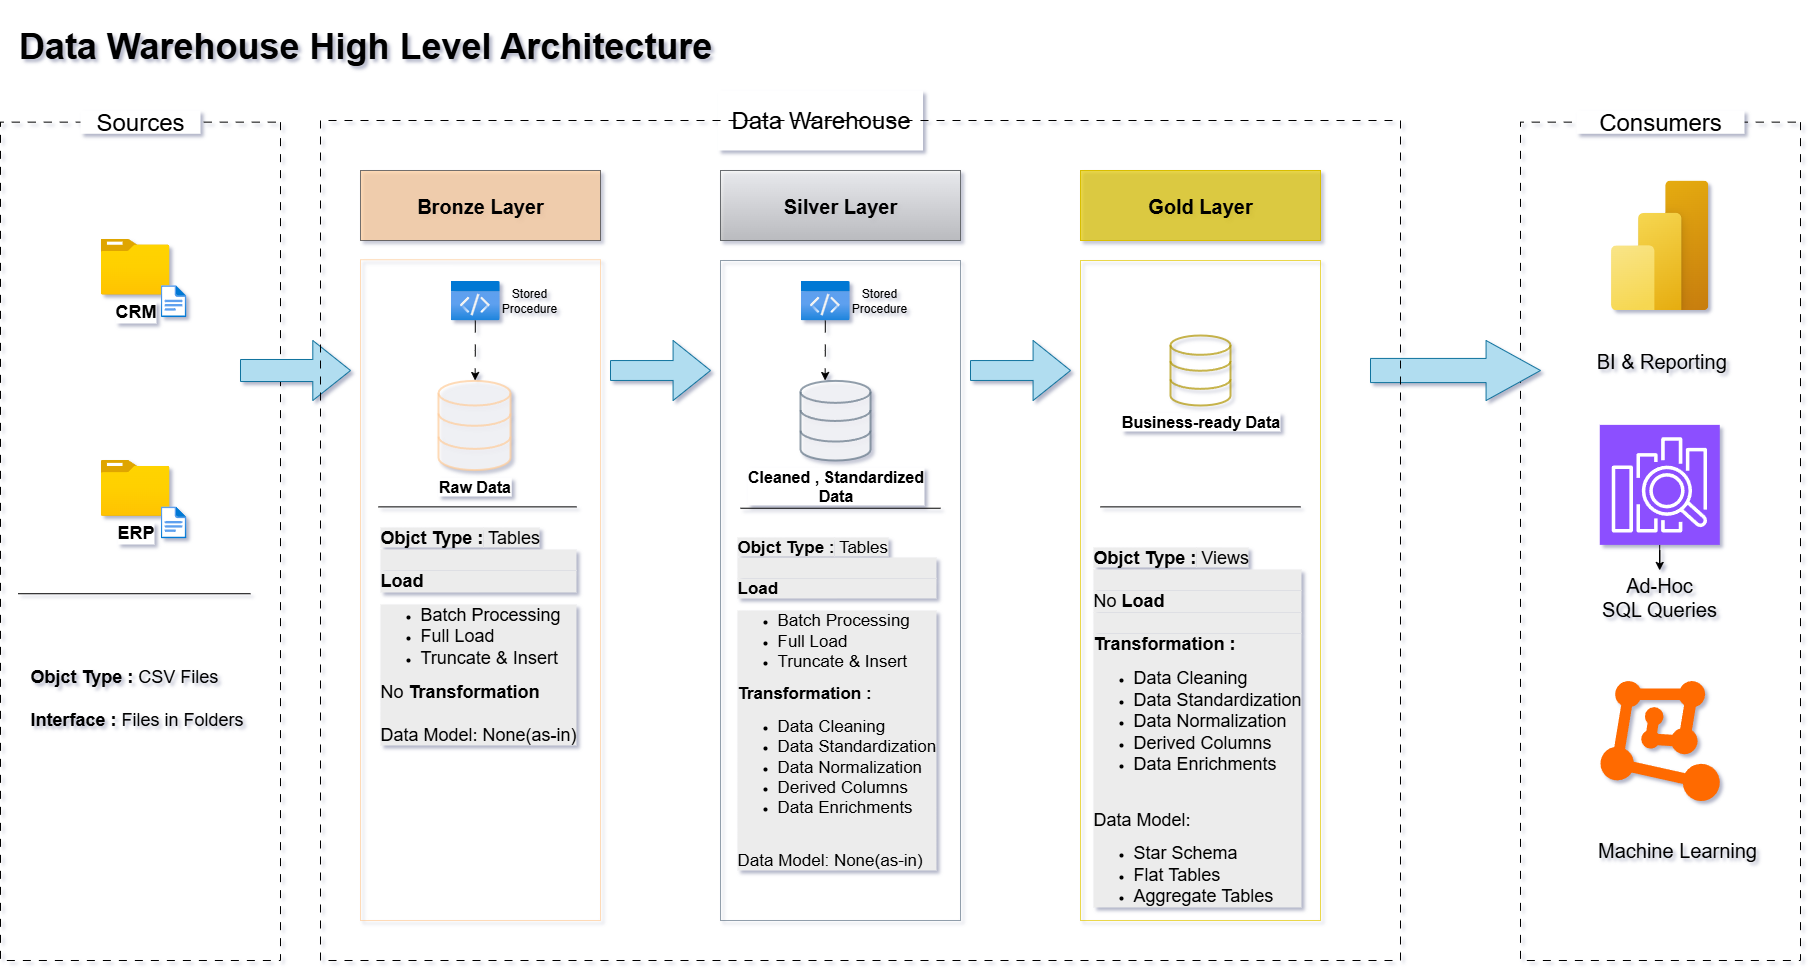 Data Warehouse High Level Architecture
Sources
CRM
ERP
Objct Type : CSV Files
Interface : Files in Folders
Data Warehouse
Bronze Layer
Stored
Procedure
Raw Data
Objct Type : Tables
Load
Batch Processing
Full Load
Truncate & Insert
No Transformation
Data Model: None(as-in)
Silver Layer
Stored
Procedure
Cleaned , Standardized
Data
Objct Type : Tables
Load
Batch Processing
Full Load
Truncate & Insert
Transformation :
Data Cleaning
Data Standardization
Data Normalization
Derived Columns
Data Enrichments
Data Model: None(as-in)
Gold Layer
Business-ready Data
Objct Type : Views
No Load
Transformation :
Data Cleaning
Data Standardization
Data Normalization
Derived Columns
Data Enrichments
Data Model:
Star Schema
Flat Tables
Aggregate Tables
Consumers
BI & Reporting
Ad-Hoc
SQL Queries
Machine Learning